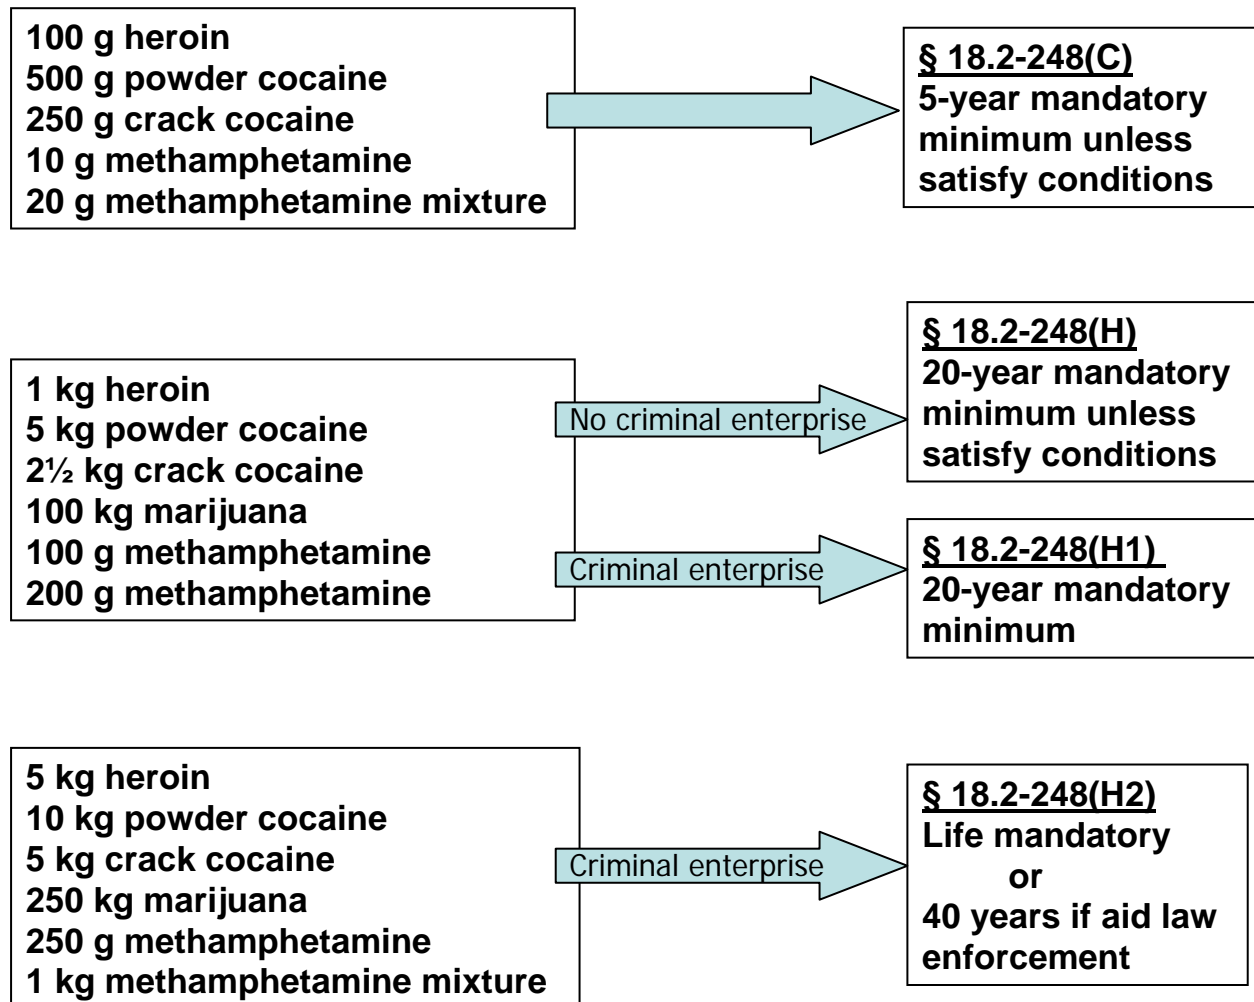 100 g heroin
500 g powder cocaine
250 g crack cocaine
10 g methamphetamine
20 g methamphetamine mixture
§ 18.2-248(C)
5-year mandatory
minimum unless
satisfy conditions
1 kg heroin
5 kg powder cocaine
2½ kg crack cocaine
100 kg marijuana
100 g methamphetamine
200 g methamphetamine
No criminal enterprise
§ 18.2-248(H)
20-year mandatory
minimum unless
satisfy conditions
Criminal enterprise
§ 18.2-248(H1)
20-year mandatory
minimum
5 kg heroin
10 kg powder cocaine
5 kg crack cocaine
250 kg marijuana
250 g methamphetamine
1 kg methamphetamine mixture
Criminal enterprise
§ 18.2-248(H2)
Life mandatory
or
40 years if aid law
enforcement